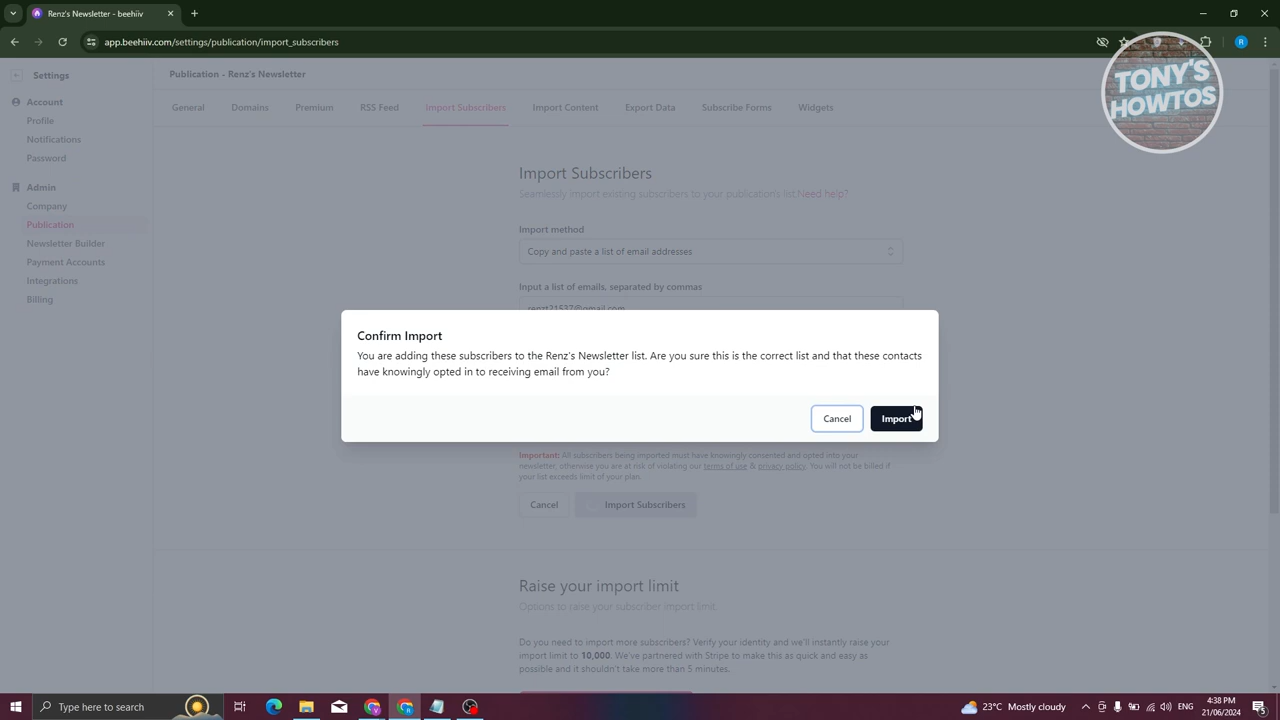 Renz's Newsletter - beehiiv
app.beehiiv.com/settings/publication/import_subscribers
R
TONY'S
HOWTOS
Settings
Publication - Renz's Newsletter
Account
General
Domains
Premium
RSS Feed
Import Subscribers
Import Content
Export Data
Subscribe Forms
Widgets
Profile
Notifications
Password
Admin
Company
Publication
Newsletter Builder
Payment Accounts
Integrations
Billing
Import Subscribers
Seamlessly import existing subscribers to your publication's list. Need help?
Import method
Copy and paste a list of email addresses
Input a list of emails, separated by commas
Confirm Import
You are adding these subscribers to the Renz's Newsletter list. Are you sure this is the correct list and that these contacts
have knowingly opted in to receiving email from you?
Cancel
Import
Important: All subscribers being imported must have knowingly consented and opted into your
newsletter, otherwise you are at risk of violating our terms of use & privacy policy. You will not be billed if
your list exceeds limit of your plan.
Cancel
Import Subscribers
Raise your import limit
Options to raise your subscriber import limit.
Do you need to import more subscribers? Verify your identity and we'll instantly raise your
import limit to 10,000. We've partnered with Stripe to make this as quick and easy as
possible and it shouldn't take more than 5 minutes.
Type here to search
23°C Mostly cloudy
ENG
4:38 PM
21/06/2024